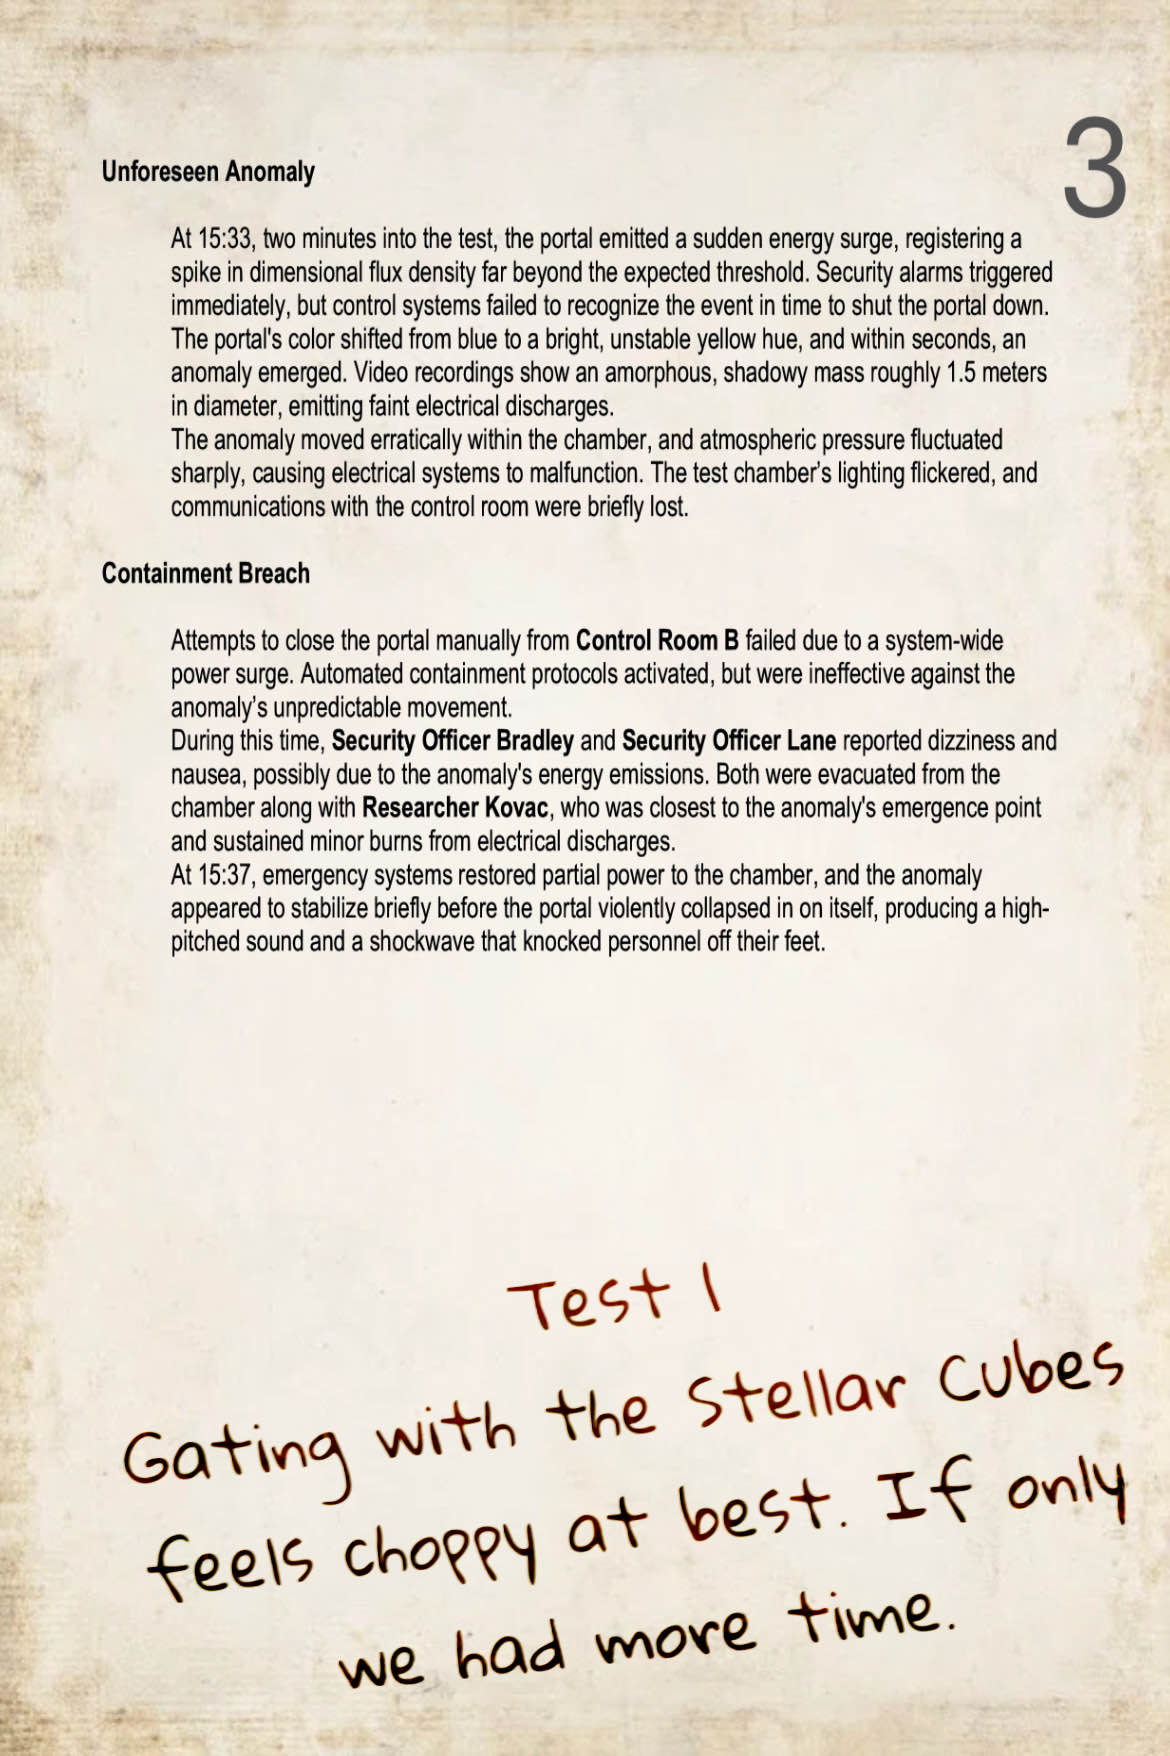 3
Unforeseen Anomaly
At 15:33, two minutes into the test, the portal emitted a sudden energy surge, registering a
spike in dimensional flux density far beyond the expected threshold. Security alarms triggered
immediately, but control systems failed to recognize the event in time to shut the portal down.
The portal's color shifted from blue to a bright, unstable yellow hue, and within seconds, an
anomaly emerged. Video recordings show an amorphous, shadowy mass roughly 1.5 meters
in diameter, emitting faint electrical discharges.
The anomaly moved erratically within the chamber, and atmospheric pressure fluctuated
sharply, causing electrical systems to malfunction. The test chamber’s lighting flickered, and
communications with the control room were briefly lost.
Containment Breach
Attempts to close the portal manually from Control Room B failed due to a system-wide
power surge. Automated containment protocols activated, but were ineffective against the
anomaly’s unpredictable movement.
During this time, Security Officer Bradley and Security Officer Lane reported dizziness and
nausea, possibly due to the anomaly's energy emissions. Both were evacuated from the
chamber along with Researcher Kovac, who was closest to the anomaly's emergence point
and sustained minor burns from electrical discharges.
At 15:37, emergency systems restored partial power to the chamber, and the anomaly
appeared to stabilize briefly before the portal violently collapsed in on itself, producing a high-
pitched sound and a shockwave that knocked personnel off their feet.
Test 1
Gating with the Stellar Cubes
feels choppy at best. If only
we had more time.